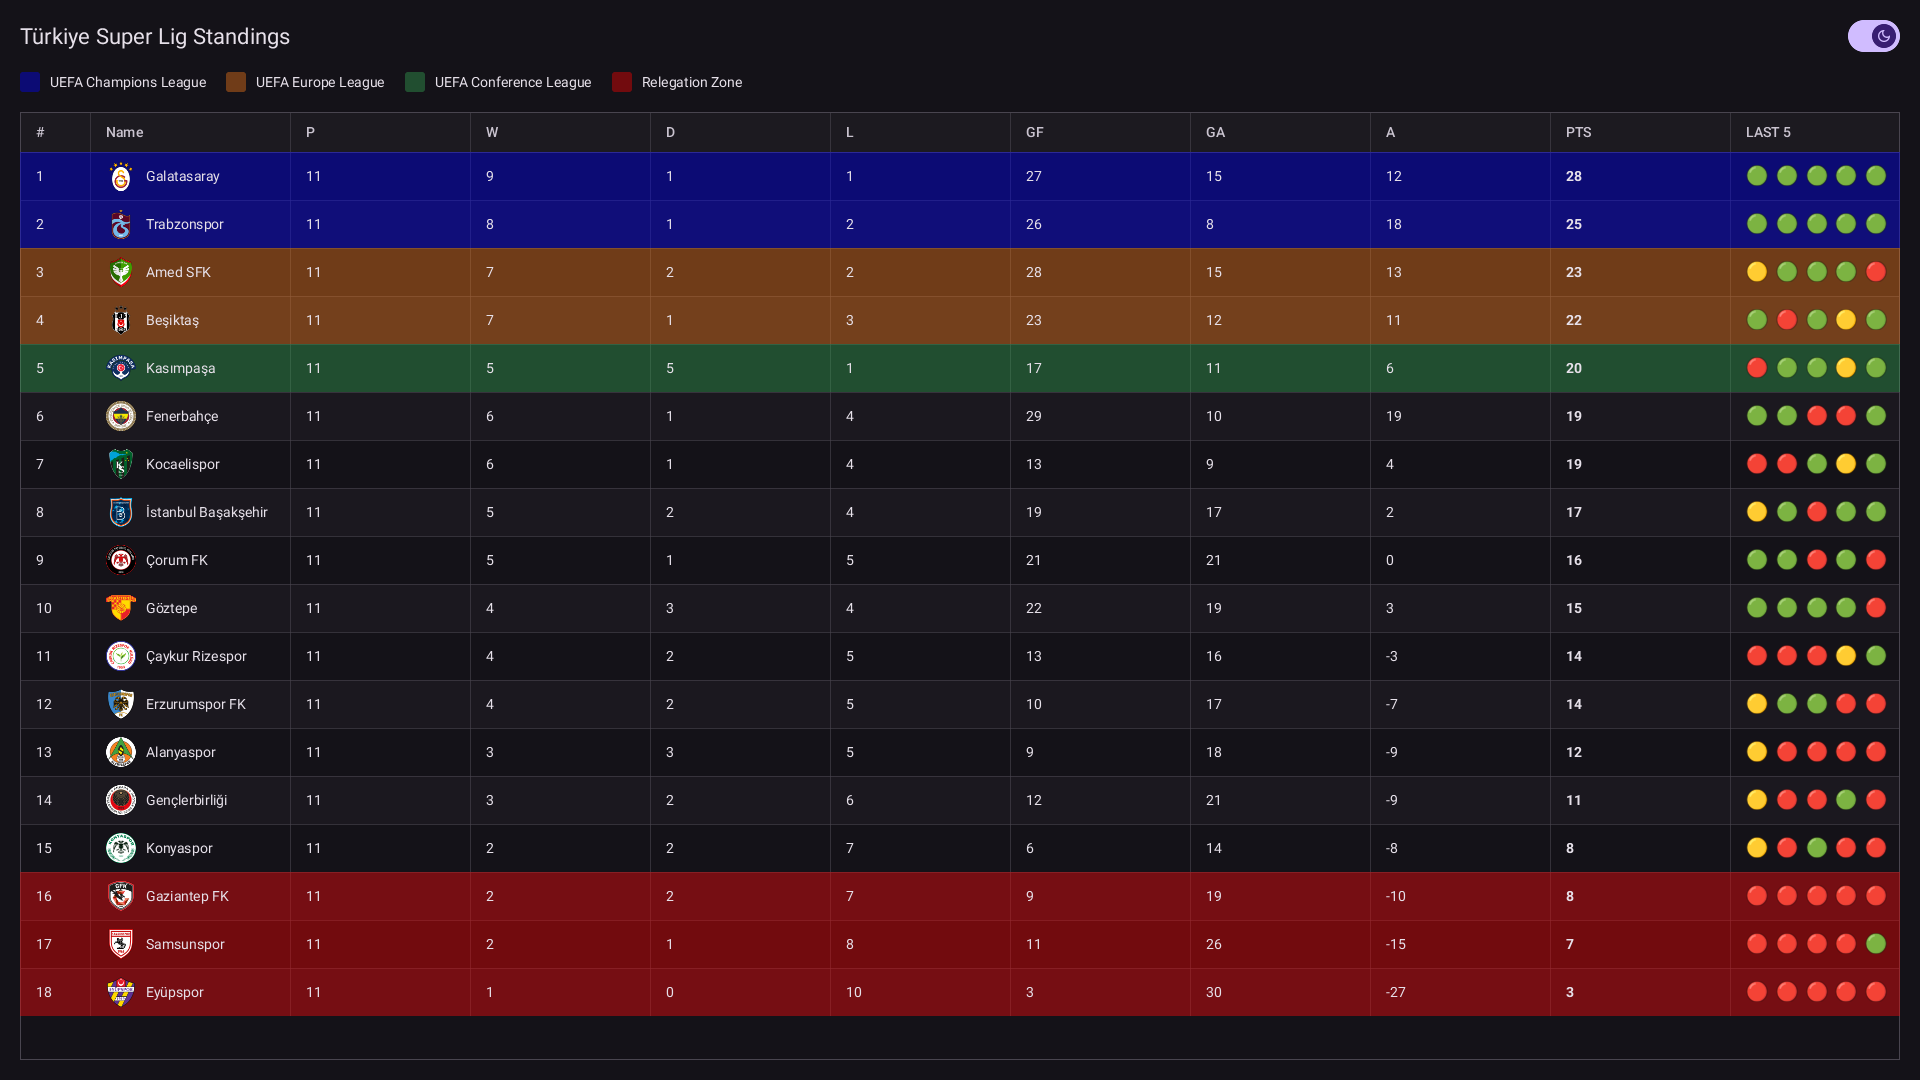 Türkiye Super Lig Standings
UEFA Champions League UEFA Europe League UEFA Conference League Relegation Zone
# Name P W D L GF GA A PTS LAST 5
1 Galatasaray 11 9 1 1 27 15 12 28
2 Trabzonspor 11 8 1 2 26 8 18 25
3 Amed SFK 11 7 2 2 28 15 13 23
4 Beşiktaş 11 7 1 3 23 12 11 22
5 Kasımpaşa 11 5 5 1 17 11 6 20
6 Fenerbahçe 11 6 1 4 29 10 19 19
7 Kocaelispor 11 6 1 4 13 9 4 19
8 İstanbul Başakşehir 11 5 2 4 19 17 2 17
9 Çorum FK 11 5 1 5 21 21 0 16
10 Göztepe 11 4 3 4 22 19 3 15
11 Çaykur Rizespor 11 4 2 5 13 16 -3 14
12 Erzurumspor FK 11 4 2 5 10 17 -7 14
13 Alanyaspor 11 3 3 5 9 18 -9 12
14 Gençlerbirliği 11 3 2 6 12 21 -9 11
15 Konyaspor 11 2 2 7 6 14 -8 8
16 Gaziantep FK 11 2 2 7 9 19 -10 8
17 Samsunspor 11 2 1 8 11 26 -15 7
18 Eyüpspor 11 1 0 10 3 30 -27 3